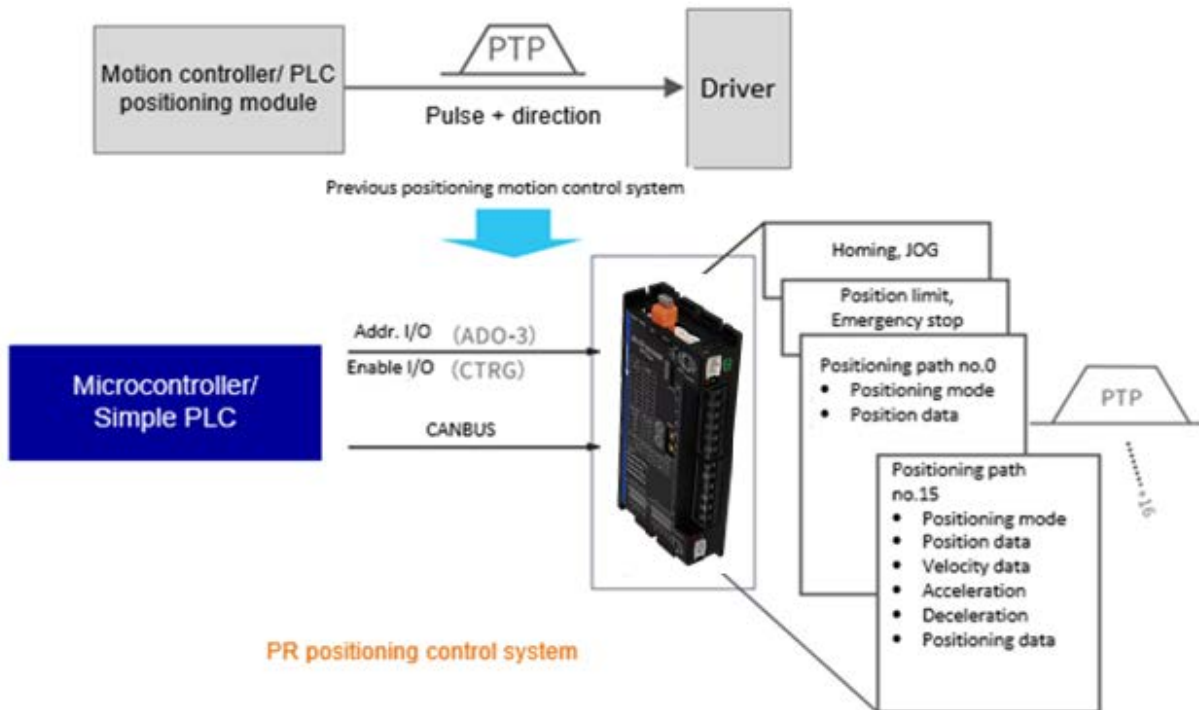 Motion controller/ PLC
positioning module
PTP
Pulse + direction
Driver
Previous positioning motion control system
Homing, JOG
Position limit,
Emergency stop
Addr. I/O (ADO-3)
Enable I/O (CTRG)
CANBUS
Microcontroller/
Simple PLC
Positioning path no.0
• Positioning mode
• Position data
PTP
Positioning path
no.15
• Positioning mode
• Position data
• Velocity data
• Acceleration
• Deceleration
• Positioning data
+16
PR positioning control system